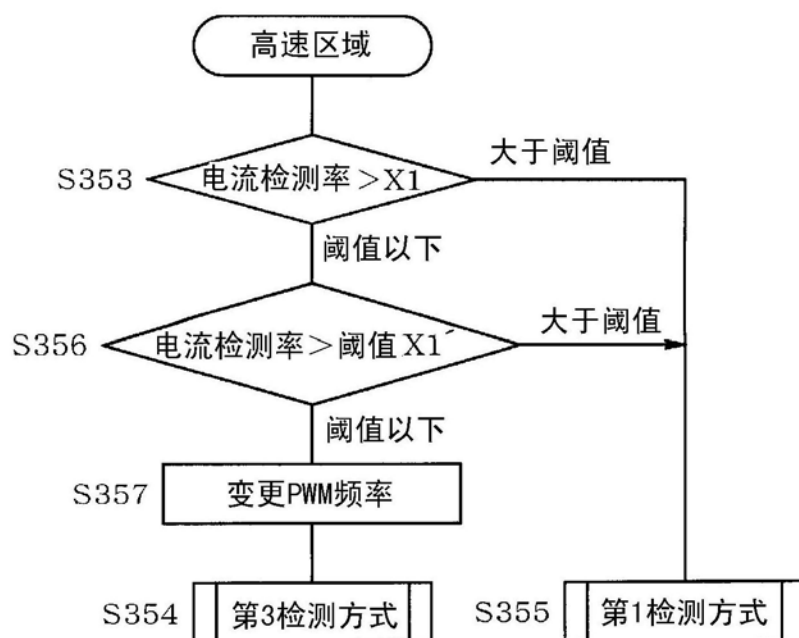 高速区域
大于阈值
S353
电流检测率＞X1
阈值以下
大于阈值
S356
电流检测率＞阈值X1′
阈值以下
S357
变更PWM频率
S354
第3检测方式
S355
第1检测方式